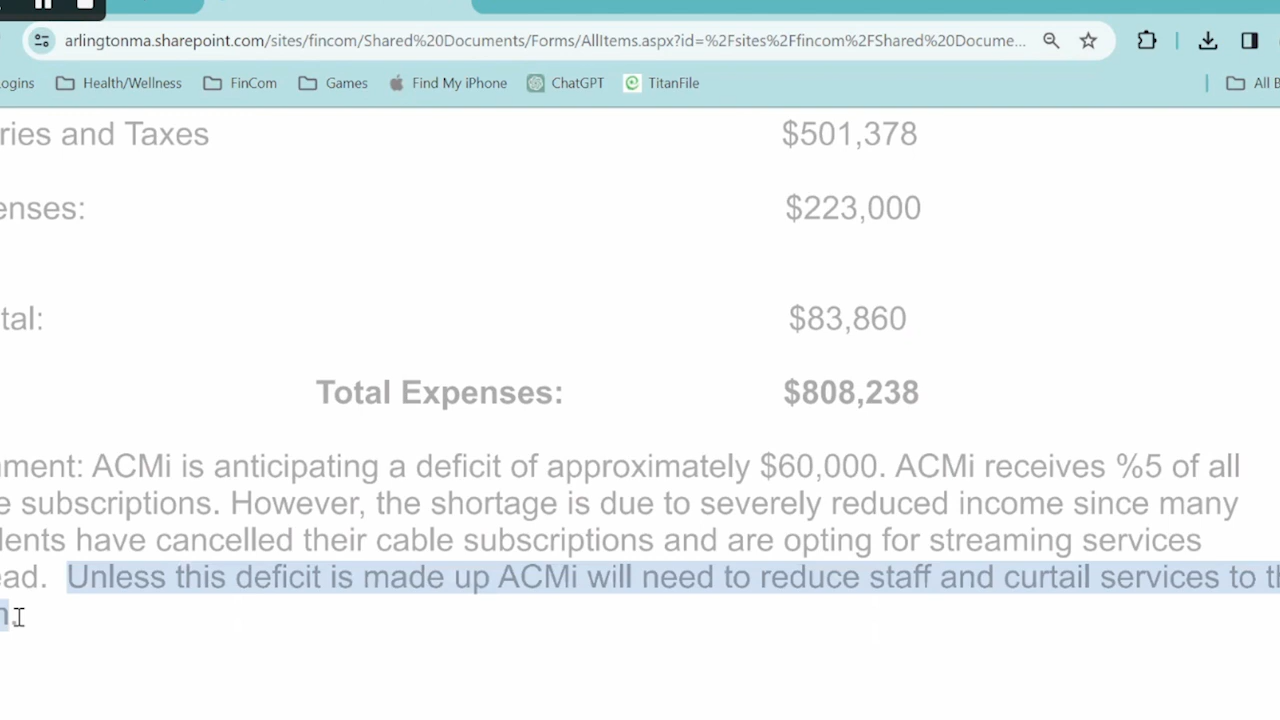 arlingtonma.sharepoint.com/sites/fincom/Shared%20Documents/Forms/AllItems.aspx?id=%2Fsites%2Ffincom%2FShared%20Docume...
ogins Health/Wellness FinCom Games Find My iPhone ChatGPT TitanFile All B
ries and Taxes $501,378
enses: $223,000
tal: $83,860
Total Expenses: $808,238
ment: ACMi is anticipating a deficit of approximately $60,000. ACMi receives %5 of all
e subscriptions. However, the shortage is due to severely reduced income since many
dents have cancelled their cable subscriptions and are opting for streaming services
ead. Unless this deficit is made up ACMi will need to reduce staff and curtail services to th
n.